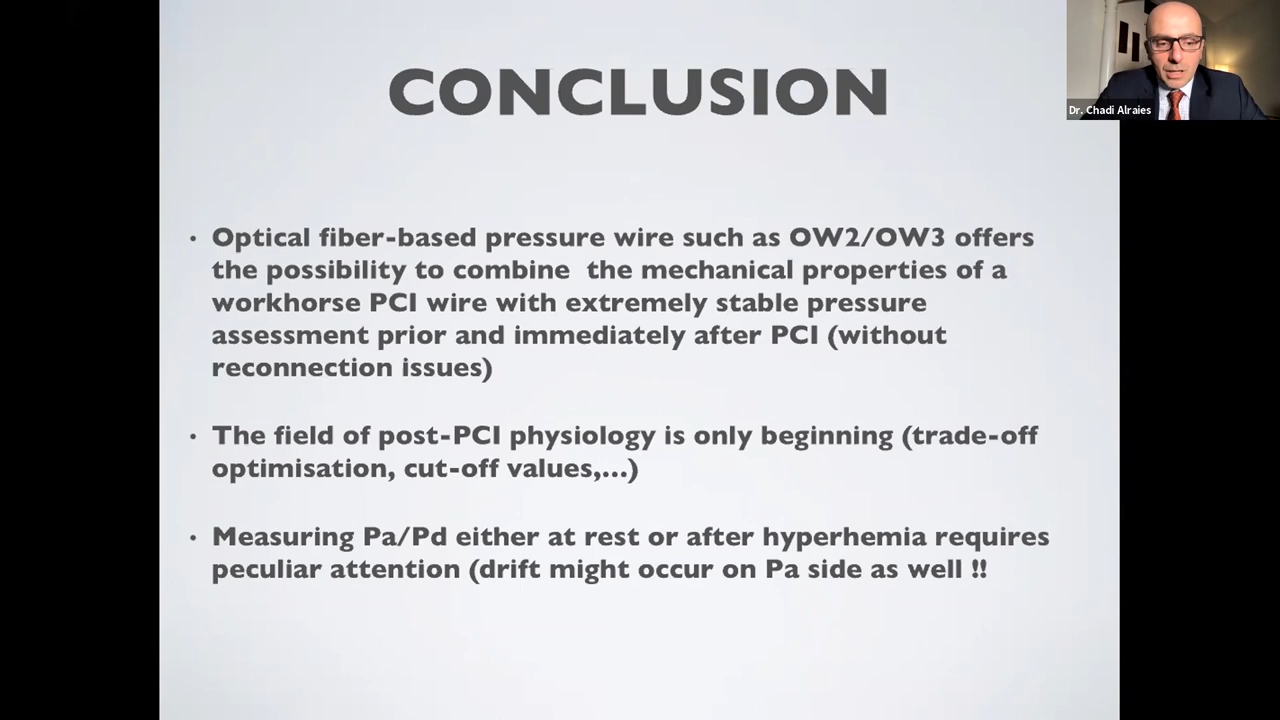 CONCLUSION
Dr. Chadi Alraies
• Optical fiber-based pressure wire such as OW2/OW3 offers
the possibility to combine  the mechanical properties of a
workhorse PCI wire with extremely stable pressure
assessment prior and immediately after PCI (without
reconnection issues)
• The field of post-PCI physiology is only beginning (trade-off
optimisation, cut-off values,...)
• Measuring Pa/Pd either at rest or after hyperhemia requires
peculiar attention (drift might occur on Pa side as well !!